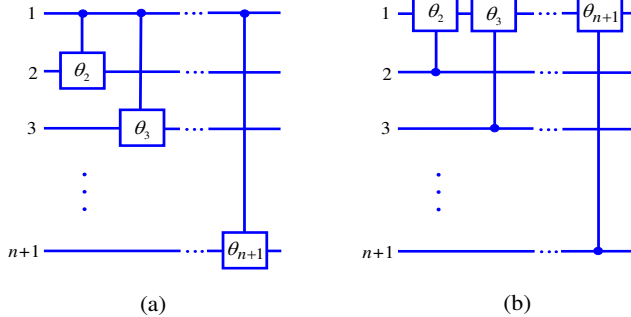 1 ... 1 θ₂ θ₃ ... θₙ₊₁
2 θ₂ ... 2 ...
3 θ₃ ... 3 ...
n+1 ... θₙ₊₁ n+1 ...
(a) (b)